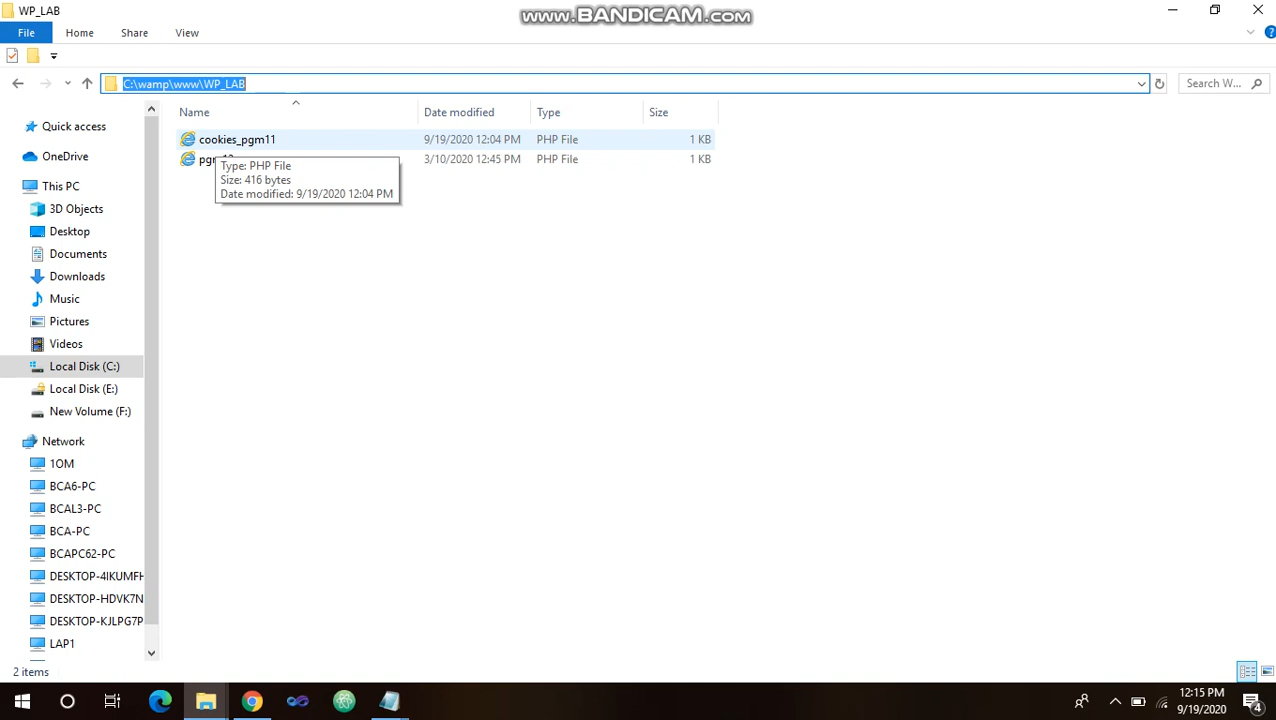 WP_LAB
www.BANDICAM.com
File
Home
Share
View
C:\wamp\www\WP_LAB
Search W...
Name
Date modified
Type
Size
cookies_pgm11
9/19/2020 12:04 PM
PHP File
1 KB
3/10/2020 12:45 PM
PHP File
1 KB
Type: PHP File
Size: 416 bytes
Date modified: 9/19/2020 12:04 PM
Quick access
OneDrive
This PC
3D Objects
Desktop
Documents
Downloads
Music
Pictures
Videos
Local Disk (C:)
Local Disk (E:)
New Volume (F:)
Network
1OM
BCA6-PC
BCAL3-PC
BCA-PC
BCAPC62-PC
DESKTOP-4IKUMFH
DESKTOP-HDVK7N
DESKTOP-KJLPG7P
LAP1
2 items
12:15 PM
9/19/2020
4